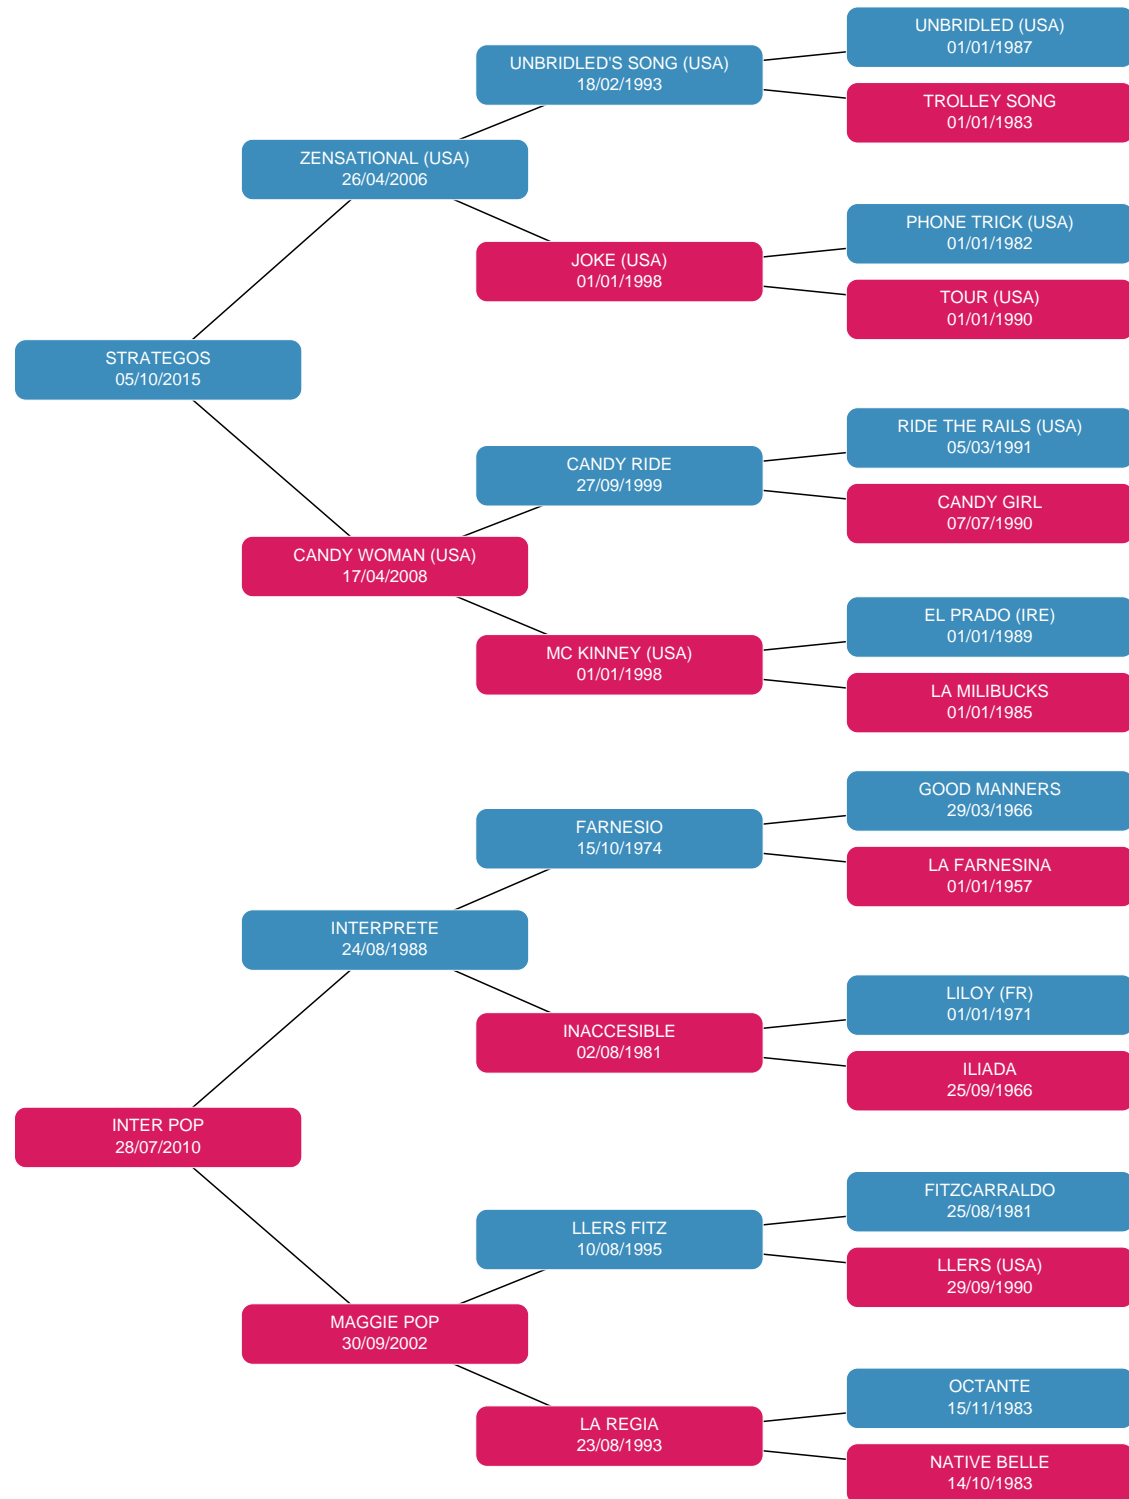 UNBRIDLED (USA)
01/01/1987
UNBRIDLED'S SONG (USA)
18/02/1993
TROLLEY SONG
01/01/1983
ZENSATIONAL (USA)
26/04/2006
PHONE TRICK (USA)
01/01/1982
JOKE (USA)
01/01/1998
TOUR (USA)
01/01/1990
STRATEGOS
05/10/2015
RIDE THE RAILS (USA)
05/03/1991
CANDY RIDE
27/09/1999
CANDY GIRL
07/07/1990
CANDY WOMAN (USA)
17/04/2008
EL PRADO (IRE)
01/01/1989
MC KINNEY (USA)
01/01/1998
LA MILIBUCKS
01/01/1985
GOOD MANNERS
29/03/1966
FARNESIO
15/10/1974
LA FARNESINA
01/01/1957
INTERPRETE
24/08/1988
LILOY (FR)
01/01/1971
INACCESIBLE
02/08/1981
ILIADA
25/09/1966
INTER POP
28/07/2010
FITZCARRALDO
25/08/1981
LLERS FITZ
10/08/1995
LLERS (USA)
29/09/1990
MAGGIE POP
30/09/2002
OCTANTE
15/11/1983
LA REGIA
23/08/1993
NATIVE BELLE
14/10/1983